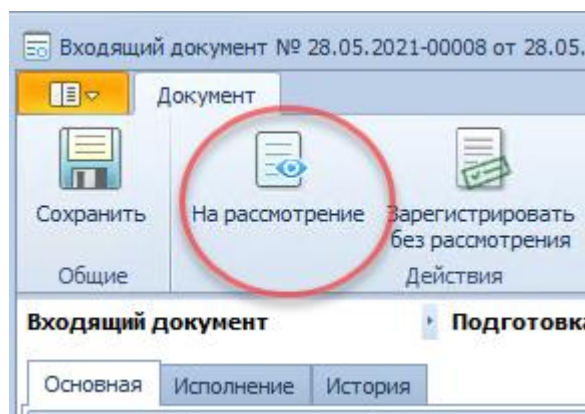 Входящий документ № 28.05.2021-00008 от 28.05.
Документ
Сохранить
На рассмотрение
Зарегистрировать
без рассмотрения
Общие
Действия
Входящий документ
Подготовка
Основная
Исполнение
История